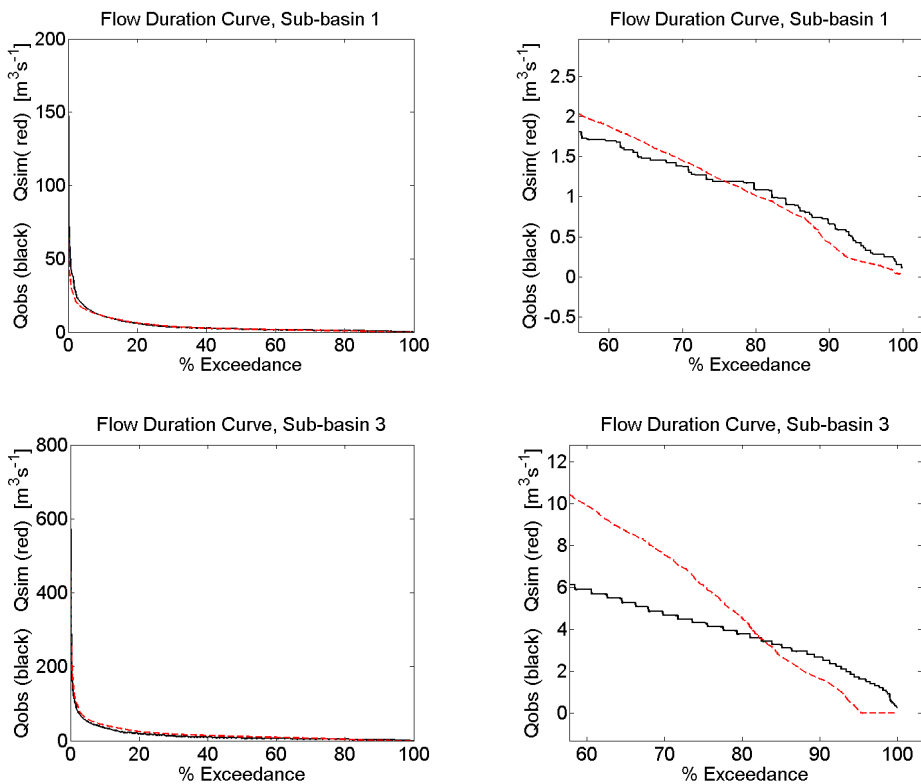 Flow Duration Curve, Sub-basin 1
200
150
100
50
0
0 20 40 60 80 100
% Exceedance
Qobs (black) Qsim( red) [m³s⁻¹]
Flow Duration Curve, Sub-basin 1
2.5
2
1.5
1
0.5
0
-0.5
60 70 80 90 100
% Exceedance
Qobs (black) Qsim( red) [m³s⁻¹]
Flow Duration Curve, Sub-basin 3
800
600
400
200
0
0 20 40 60 80 100
% Exceedance
Qobs (black) Qsim (red) [m³s⁻¹]
Flow Duration Curve, Sub-basin 3
12
10
8
6
4
2
0
60 70 80 90 100
% Exceedance
Qobs (black) Qsim (red) [m³s⁻¹]